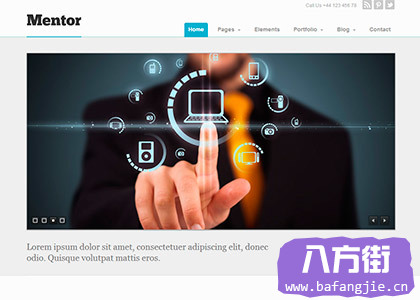 Call Us +44 123 456 78
Mentor
Home Pages Elements Portfolio Blog Contact
Lorem ipsum dolor sit amet, consectetuer adipiscing elit, donec
odio. Quisque volutpat mattis eros.
八方街
www.bafangjie.cn